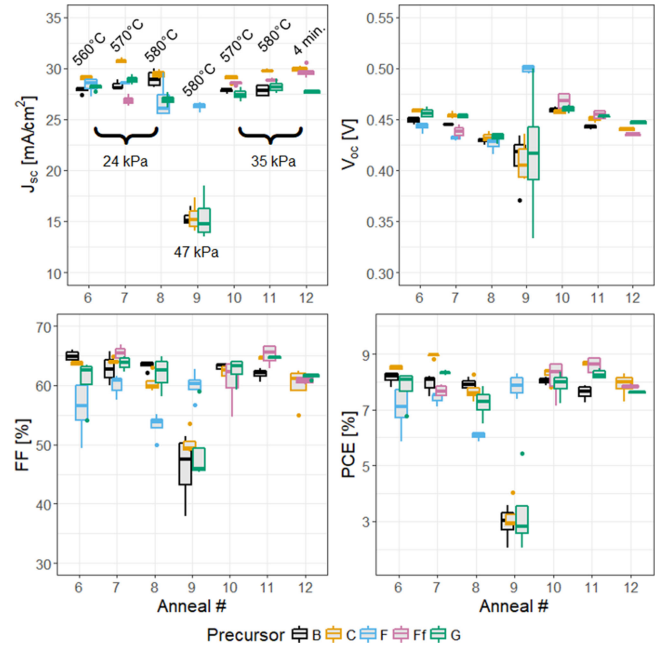 35
30
25
20
15
10
J_sc [mA/cm²]
560°C
570°C
580°C
580°C
570°C
580°C
4 min.
24 kPa
35 kPa
47 kPa
6 7 8 9 10 11 12
0.55
0.50
0.45
0.40
0.35
0.30
V_oc [V]
6 7 8 9 10 11 12
70
60
50
40
30
FF [%]
6 7 8 9 10 11 12
Anneal #
9
7
5
3
PCE [%]
6 7 8 9 10 11 12
Anneal #
Precursor B C F Ff G